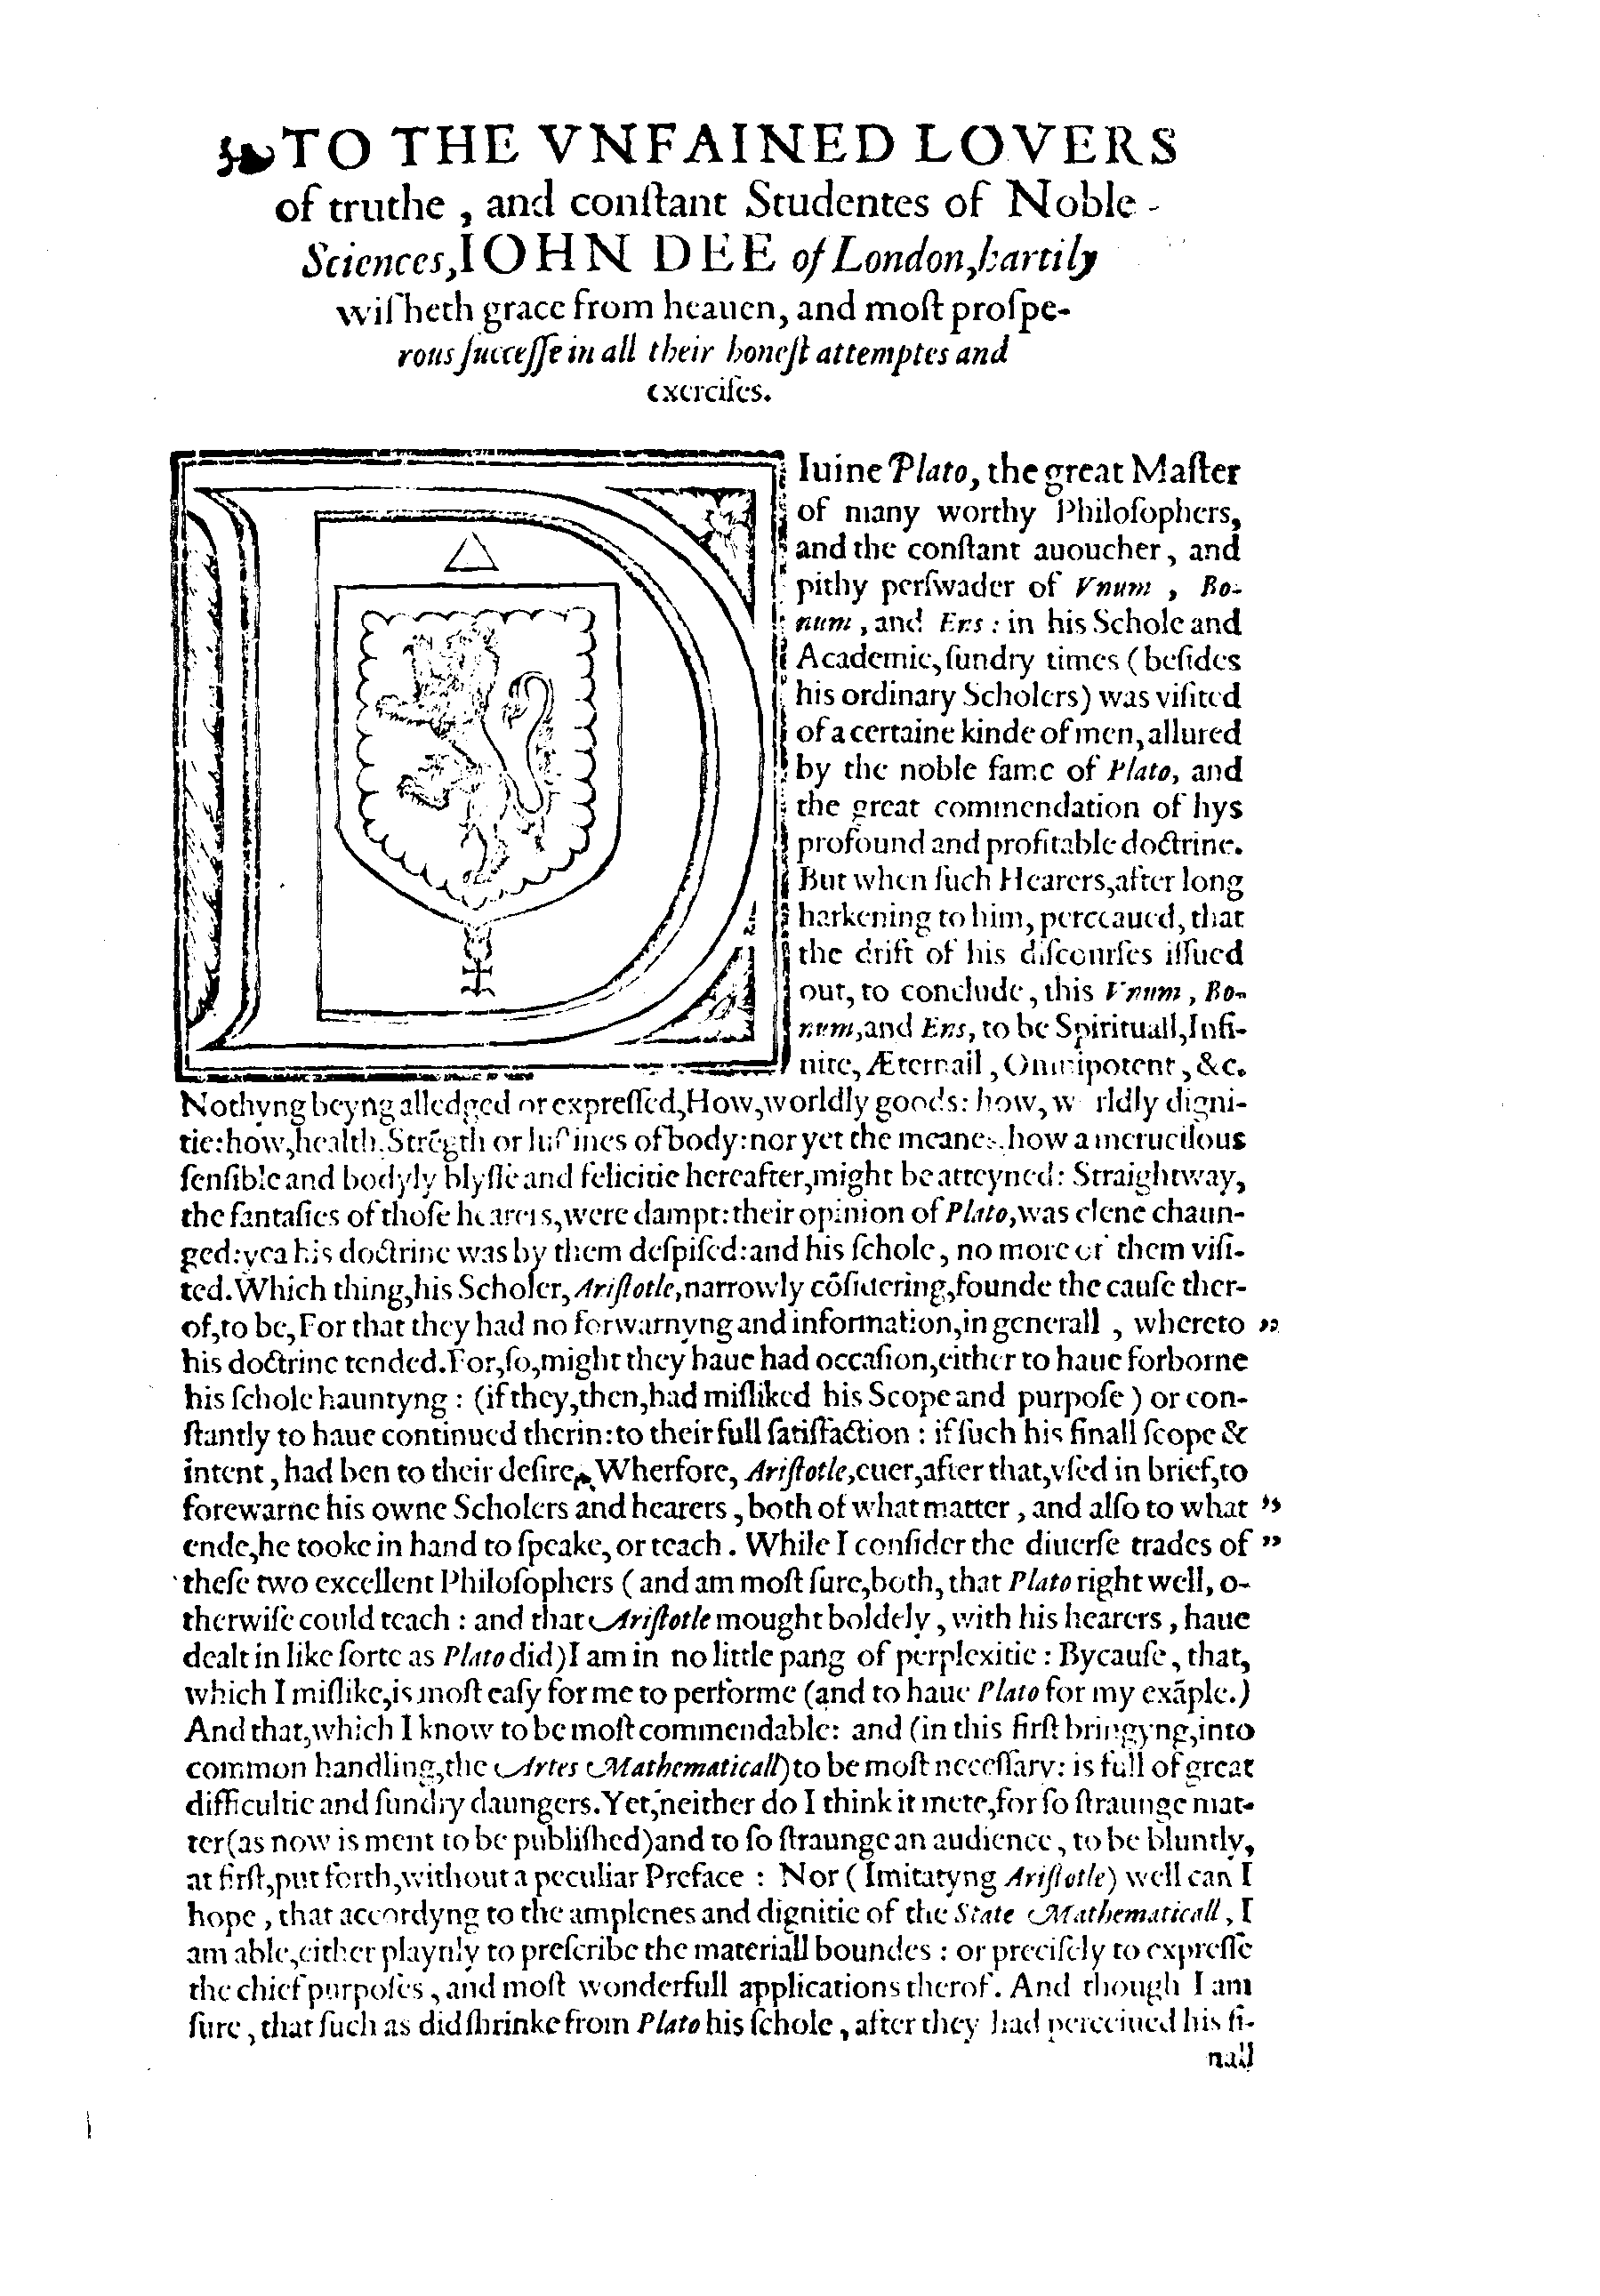 TO THE VNFAINED LOVERS
of truthe , and conſtant Studentes of Noble -
Sciences, IOHN DEE of London, hartily
wiſheth grace from heauen, and moſt proſpe-
rous ſucceſſe in all their honeſt attemptes and
exerciſes.
DIuine Plato, the great Maſter
of many worthy Philoſophers,
and the conſtant auoucher, and
pithy perſwader of Vnum , Bo-
num , and Ens : in his Schole and
Academie, ſundry times (beſides
his ordinary Scholers) was viſited
of a certaine kinde of men, allured
by the noble fame of Plato, and
the great commendation of hys
profound and profitable doctrine.
But when ſuch Hearers, after long
harkening to him, perceaued, that
the drift of his diſcourſes iſſued
out, to conclude, this Vnum , Bo-
num, and Ens, to be Spirituall, Infi-
nite, Æternall, Omnipotent, &c.
Nothyng beyng alledged or expreſſed, How, worldly goods: how, w rldly digni-
tie: how, health, Strẽgth or luſtines of body: nor yet the meanes, how a merueilous
ſenſible and bodyly blyſſe and felicitie hereafter, might be atteyned: Straightway,
the fantaſies of thoſe hearers, were dampt: their opinion of Plato, was clene chaun-
ged: yea his doctrine was by them deſpiſed: and his ſchole, no more of them viſi-
ted. Which thing, his Scholer, Ariſtotle, narrowly cõſidering, founde the cauſe ther-
of, to be, For that they had no forwarnyng and information, in generall , whereto ”
his doctrine tended. For, ſo, might they haue had occaſion, either to haue forborne
his ſchole hauntyng : (if they, then, had miſliked his Scope and purpoſe ) or con-
ſtantly to haue continued therin: to their full ſatiſfaction : if ſuch his finall ſcope &
intent , had ben to their deſire. Wherfore, Ariſtotle, euer, after that, vſed in brief, to
forewarne his owne Scholers and hearers , both of what matter , and alſo to what ”
ende, he tooke in hand to ſpeake, or teach . While I conſider the diuerſe trades of ”
theſe two excellent Philoſophers ( and am moſt ſure, both, that Plato right well, o-
therwiſe could teach : and that Ariſtotle mought boldely , with his hearers , haue
dealt in like ſorte as Plato did) I am in no little pang of perplexitie : Bycauſe , that,
which I miſlike, is moſt eaſy for me to performe (and to haue Plato for my exãple.)
And that, which I know to be moſt commendable: and (in this firſt bringyng, into
common handling, the Artes Mathematicall) to be moſt neceſſary: is full of great
difficultie and ſundry daungers. Yet, neither do I think it mete, for ſo ſtraunge mat-
ter (as now is ment to be publiſhed) and to ſo ſtraunge an audience , to be bluntly,
at firſt, put forth, without a peculiar Preface : Nor ( Imitatyng Ariſtotle) well can I
hope , that accordyng to the amplenes and dignitie of the State Mathematicall , I
am able, either playnly to preſcribe the materiall boundes : or preciſely to expreſſe
the chief purpoſes , and moſt wonderfull applications therof . And though I am
ſure , that ſuch as did ſhrinke from Plato his ſchole , after they had perceiued his fi-
nall